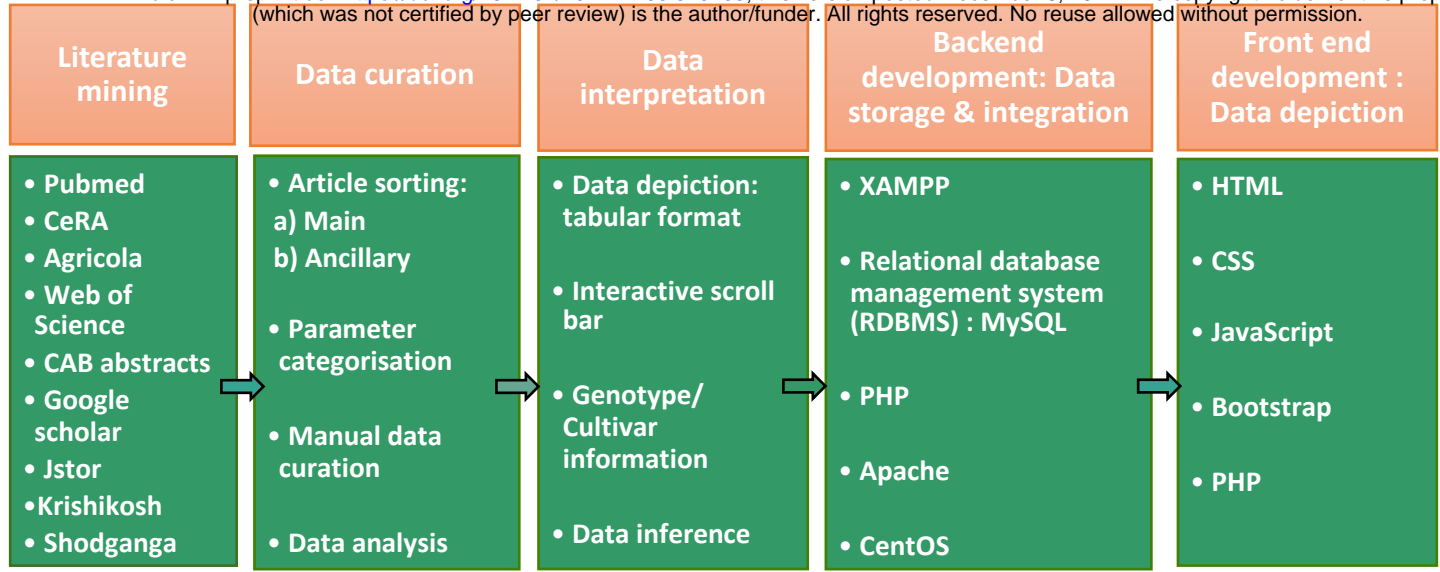 (which was not certified by peer review) is the author/funder. All rights reserved. No reuse allowed without permission.
Literature
mining
Data curation
Data
interpretation
Backend
development: Data
storage & integration
Front end
development :
Data depiction
• Pubmed
• CeRA
• Agricola
• Web of
Science
• CAB abstracts
• Google
scholar
• Jstor
•Krishikosh
• Shodganga
• Article sorting:
a) Main
b) Ancillary
• Parameter
categorisation
• Manual data
curation
• Data analysis
• Data depiction:
tabular format
• Interactive scroll
bar
• Genotype/
Cultivar
information
• Data inference
• XAMPP
• Relational database
management system
(RDBMS) : MySQL
• PHP
• Apache
• CentOS
• HTML
• CSS
• JavaScript
• Bootstrap
• PHP